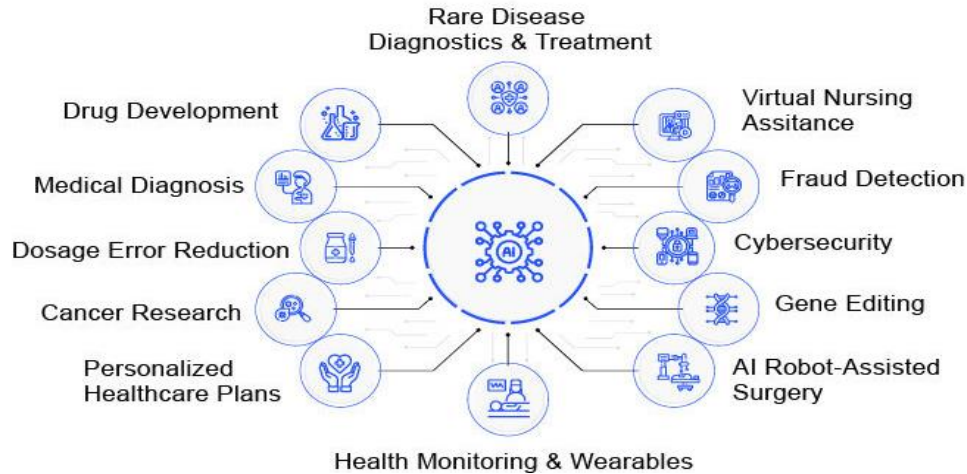 Rare Disease
Diagnostics & Treatment
Drug Development
Virtual Nursing
Assitance
Medical Diagnosis
Fraud Detection
Dosage Error Reduction
Ai
Cybersecurity
Cancer Research
Gene Editing
Personalized
Healthcare Plans
AI Robot-Assisted
Surgery
Health Monitoring & Wearables